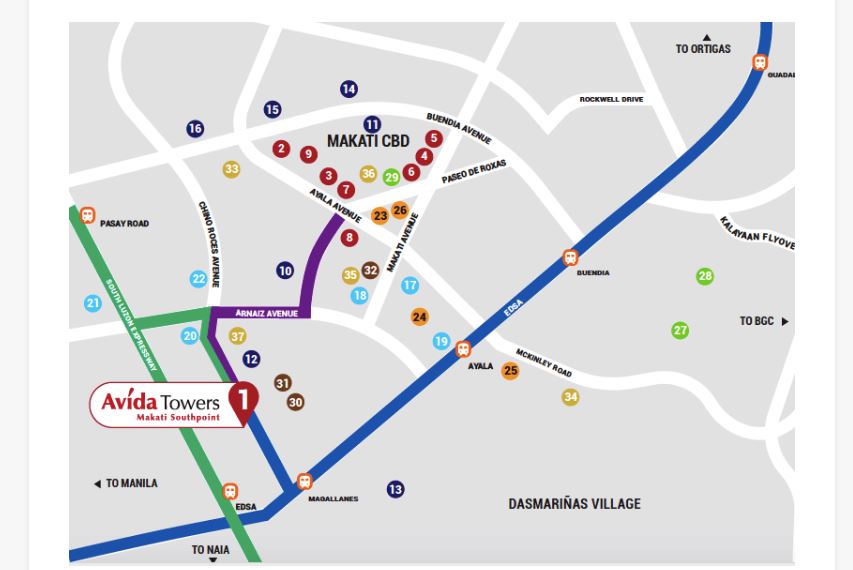 TO ORTIGAS
ROCKWELL DRIVE
14
15
11
16
BUENDIA AVENUE
MAKATI CBD
5
2
9
4
33
3
36
29
6
PASEO DE ROXAS
7
AYALA AVENUE
23
26
CHINO ROCES AVENUE
PASAY ROAD
8
MAKATI AVENUE
KALAYAAN FLYOVE
BUENDIA
10
35
32
28
22
17
18
21
SOUTH LUZON EXPRESSWAY
ARNAIZ AVENUE
24
EDSA
TO BGC
27
20
37
19
12
AYALA
MCKINLEY ROAD
25
31
30
34
Avida Towers
Makati Southpoint
1
TO MANILA
EDSA
MAGALLANES
13
DASMARIÑAS VILLAGE
TO NAIA